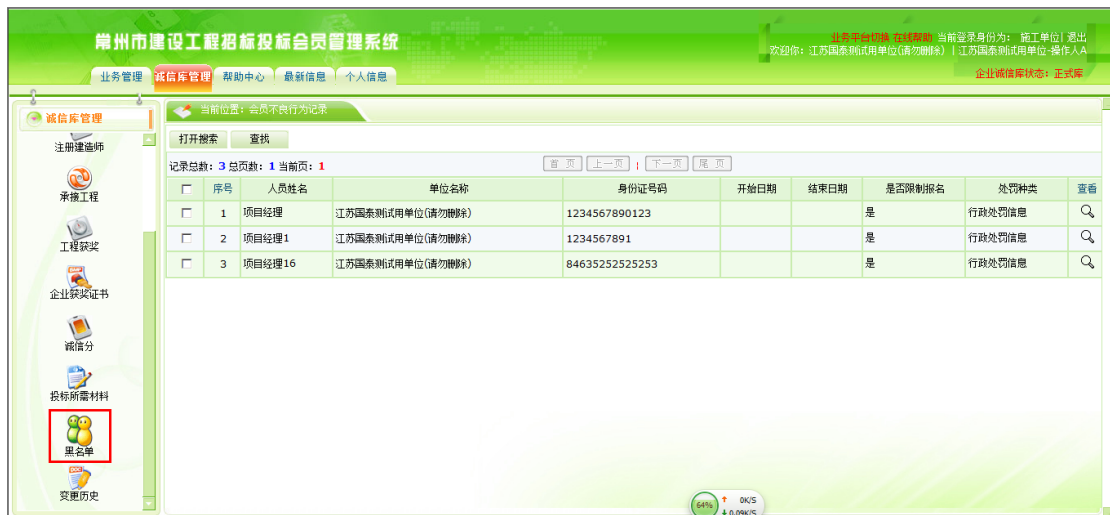 常州市建设工程招标投标会员管理系统
业务平台切换 在线帮助 当前登录身份为： 施工单位| 退出
欢迎你：江苏国泰测试用单位(请勿删除) | 江苏国泰测试用单位-操作人A
业务管理 诚信库管理 帮助中心 最新信息 个人信息
企业诚信库状态：正式库
诚信库管理
当前位置：会员不良行为记录
注册建造师
承接工程
工程获奖
企业获奖证书
诚信分
投标所需材料
黑名单
变更历史
打开搜索 查找
记录总数：3 总页数：1 当前页：1
首 页 上一页 | 下一页 尾 页
序号 人员姓名 单位名称 身份证号码 开始日期 结束日期 是否限制报名 处罚种类 查看
1 项目经理 江苏国泰测试用单位(请勿删除) 1234567890123 是 行政处罚信息
2 项目经理1 江苏国泰测试用单位(请勿删除) 1234567891 是 行政处罚信息
3 项目经理16 江苏国泰测试用单位(请勿删除) 84635252525253 是 行政处罚信息
64% ↑ 0K/S
↓ 0.09K/S